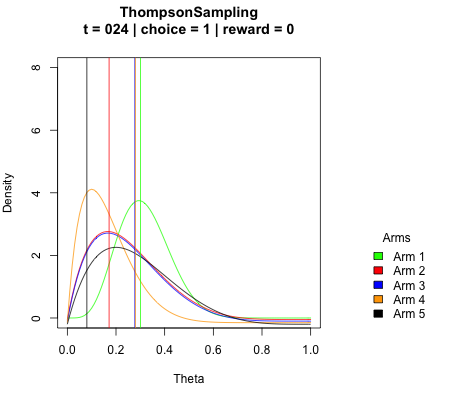 ThompsonSampling
t = 024 | choice = 1 | reward = 0
8
6
4
2
0
Density
0.0 0.2 0.4 0.6 0.8 1.0
Theta
Arms
Arm 1
Arm 2
Arm 3
Arm 4
Arm 5